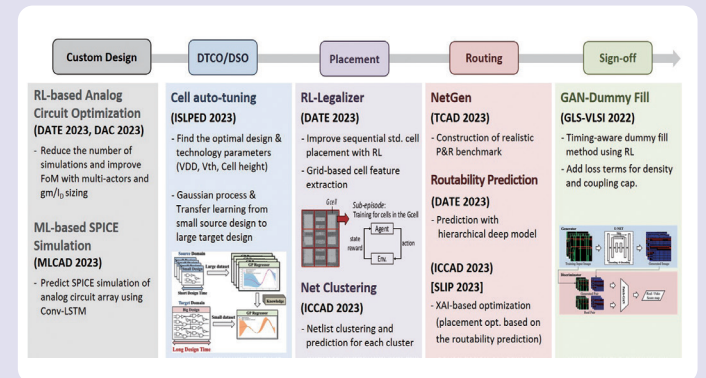 Custom Design
DTCO/DSO
Placement
Routing
Sign-off
RL-based Analog
Circuit Optimization
(DATE 2023, DAC 2023)
- Reduce the number of
simulations and improve
FoM with multi-actors and
gm/ID sizing
ML-based SPICE
Simulation
(MLCAD 2023)
- Predict SPICE simulation of
analog circuit array using
Conv-LSTM
Cell auto-tuning
(ISLPED 2023)
- Find the optimal design &
technology parameters
(VDD, Vth, Cell height)
- Gaussian process &
Transfer learning from
small source design to
large target design
Source Domain
Small Design
Large dataset
GP Regressor
Short Design Time
Knowledge
Target Domain
Big Design
Small dataset
GP Regressor
Long Design Time
RL-Legalizer
(DATE 2023)
- Improve sequential std. cell
placement with RL
- Grid-based cell feature
extraction
Gcell
Sub-episode:
Training for cells in the Gcell
Agent
state
reward
action
Env.
Net Clustering
(ICCAD 2023)
- Netlist clustering and
prediction for each cluster
NetGen
(TCAD 2023)
- Construction of realistic
P&R benchmark
Routability Prediction
(DATE 2023)
- Prediction with
hierarchical deep model
(ICCAD 2023)
[SLIP 2023]
- XAI-based optimization
(placement opt. based on
the routability prediction)
GAN-Dummy Fill
(GLS-VLSI 2022)
- Timing-aware dummy fill
method using RL
- Add loss terms for density
and coupling cap.
Generator
Discriminator